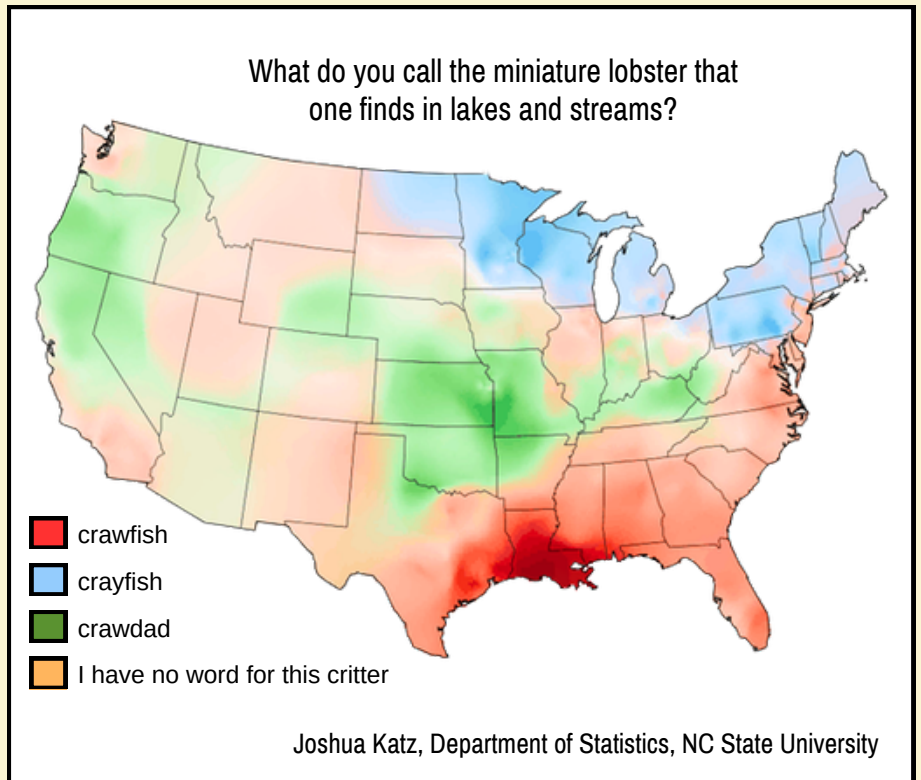 What do you call the miniature lobster that
one finds in lakes and streams?
crawfish
crayfish
crawdad
I have no word for this critter
Joshua Katz, Department of Statistics, NC State University